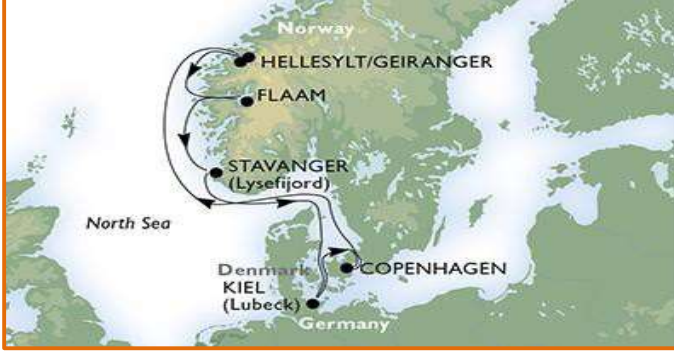 Norway
HELLESYLT/GEIRANGER
FLAAM
STAVANGER
(Lysefijord)
North Sea
Denmark
COPENHAGEN
KIEL
(Lubeck)
Germany